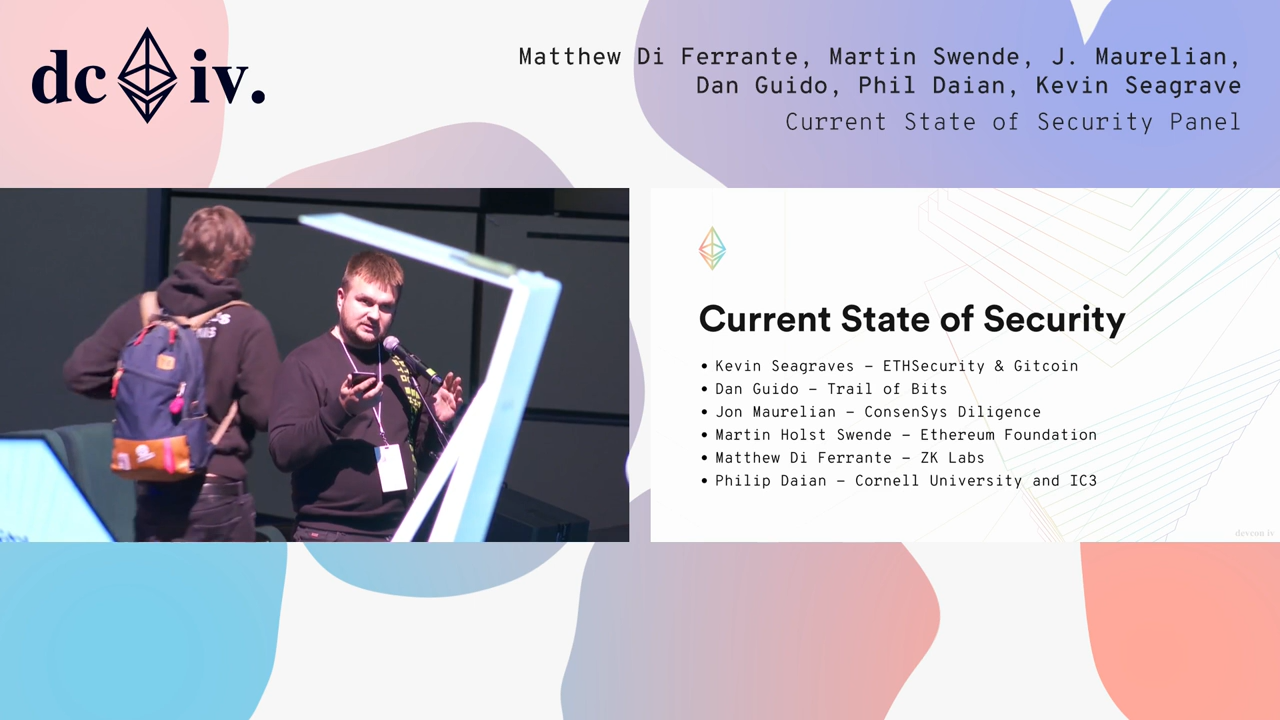 dc iv.
Matthew Di Ferrante, Martin Swende, J. Maurelian,
Dan Guido, Phil Daian, Kevin Seagrave
Current State of Security Panel
Current State of Security
• Kevin Seagraves – ETHSecurity & Gitcoin
• Dan Guido – Trail of Bits
• Jon Maurelian – ConsenSys Diligence
• Martin Holst Swende – Ethereum Foundation
• Matthew Di Ferrante – ZK Labs
• Philip Daian – Cornell University and IC3
devcon iv